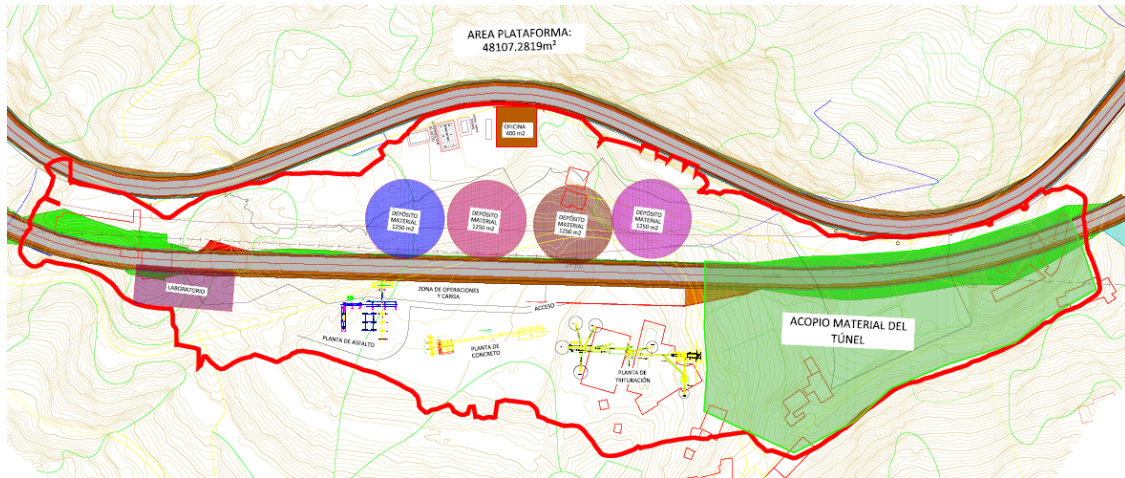 AREA PLATAFORMA:
48107.2819m²
OFICINA
400 m2
DEPÓSITO
MATERIAL
1250 m2
DEPÓSITO
MATERIAL
1250 m2
DEPÓSITO
MATERIAL
1250 m2
DEPÓSITO
MATERIAL
1250 m2
LABORATORIO
ZONA DE OPERACIONES
Y CARGA
ACCESO
PLANTA DE ASFALTO
PLANTA DE
CONCRETO
PLANTA DE
TRITURACIÓN
ACOPIO MATERIAL DEL
TÚNEL